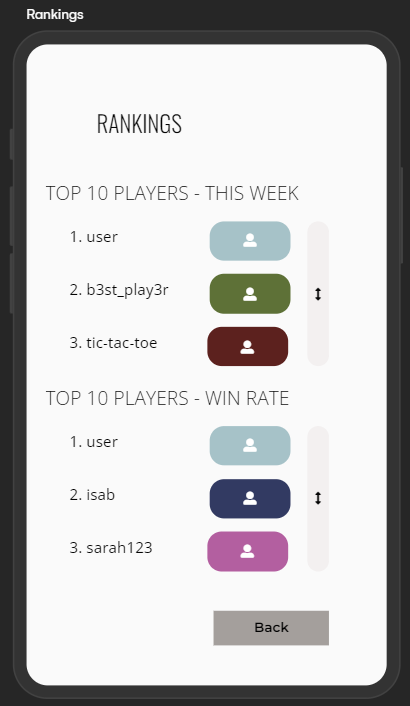 Rankings
RANKINGS
TOP 10 PLAYERS - THIS WEEK
1. user
2. b3st_play3r
3. tic-tac-toe
TOP 10 PLAYERS - WIN RATE
1. user
2. isab
3. sarah123
Back